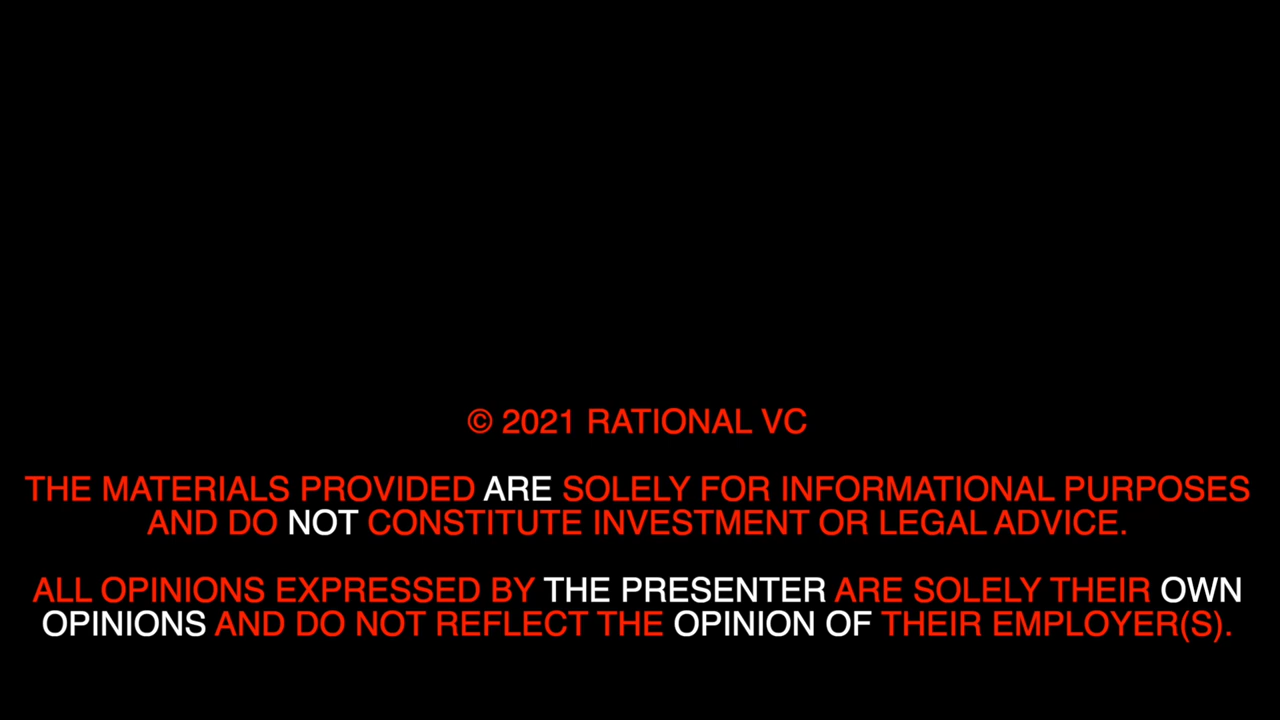 © 2021 RATIONAL VC
THE MATERIALS PROVIDED ARE SOLELY FOR INFORMATIONAL PURPOSES
AND DO NOT CONSTITUTE INVESTMENT OR LEGAL ADVICE.
ALL OPINIONS EXPRESSED BY THE PRESENTER ARE SOLELY THEIR OWN
OPINIONS AND DO NOT REFLECT THE OPINION OF THEIR EMPLOYER(S).